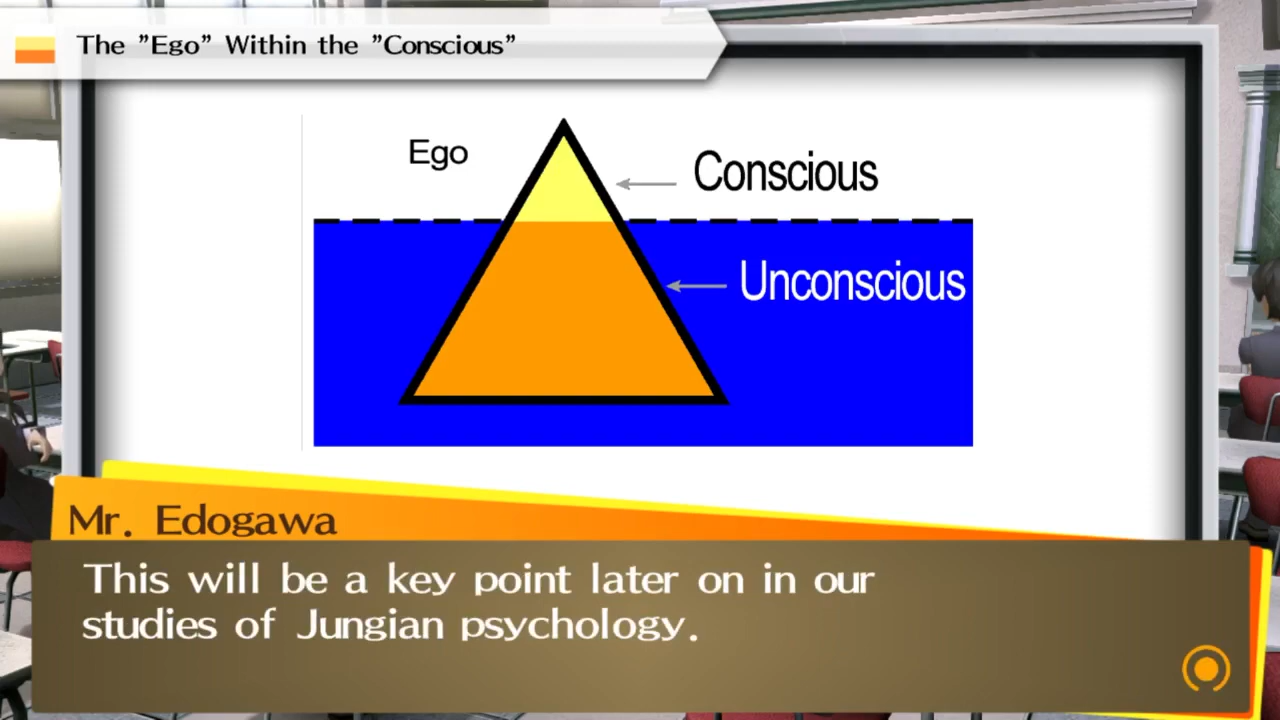 The "Ego" Within the "Conscious"
Ego
Conscious
Unconscious
Mr. Edogawa
This will be a key point later on in our
studies of Jungian psychology.